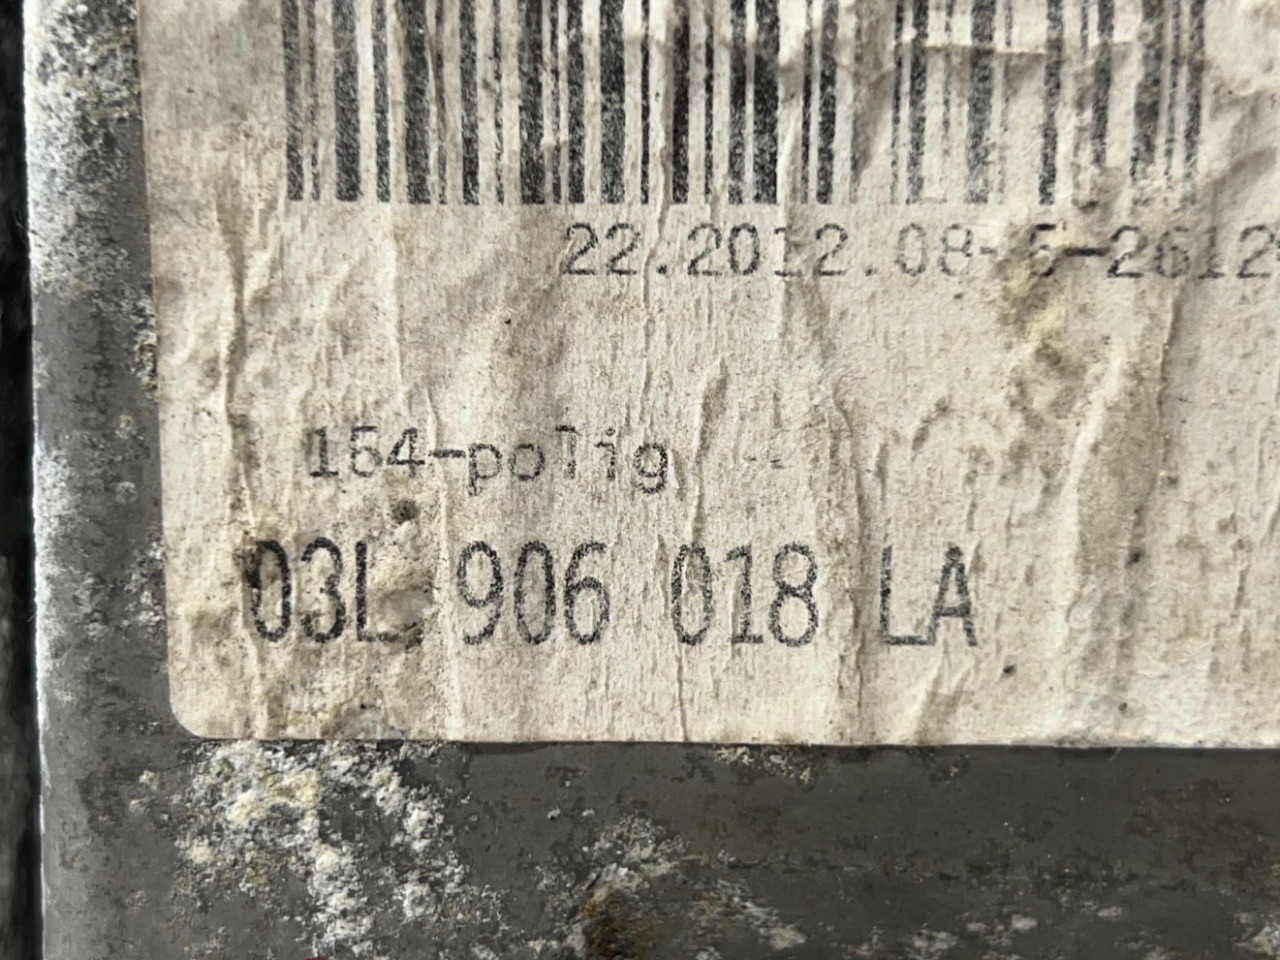 22.2012.08- 5-2612
154-polig --
03L 906 018 LA